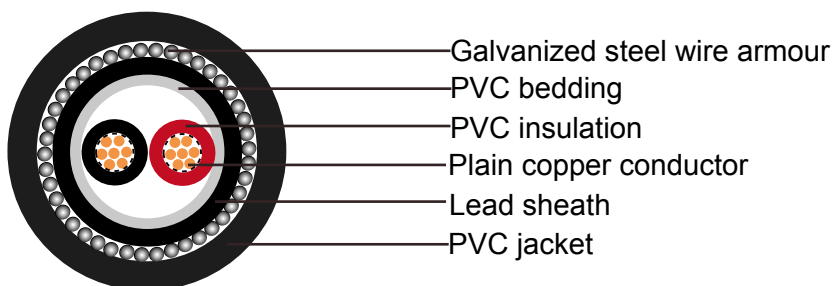 Galvanized steel wire armour
PVC bedding
PVC insulation
Plain copper conductor
Lead sheath
PVC jacket